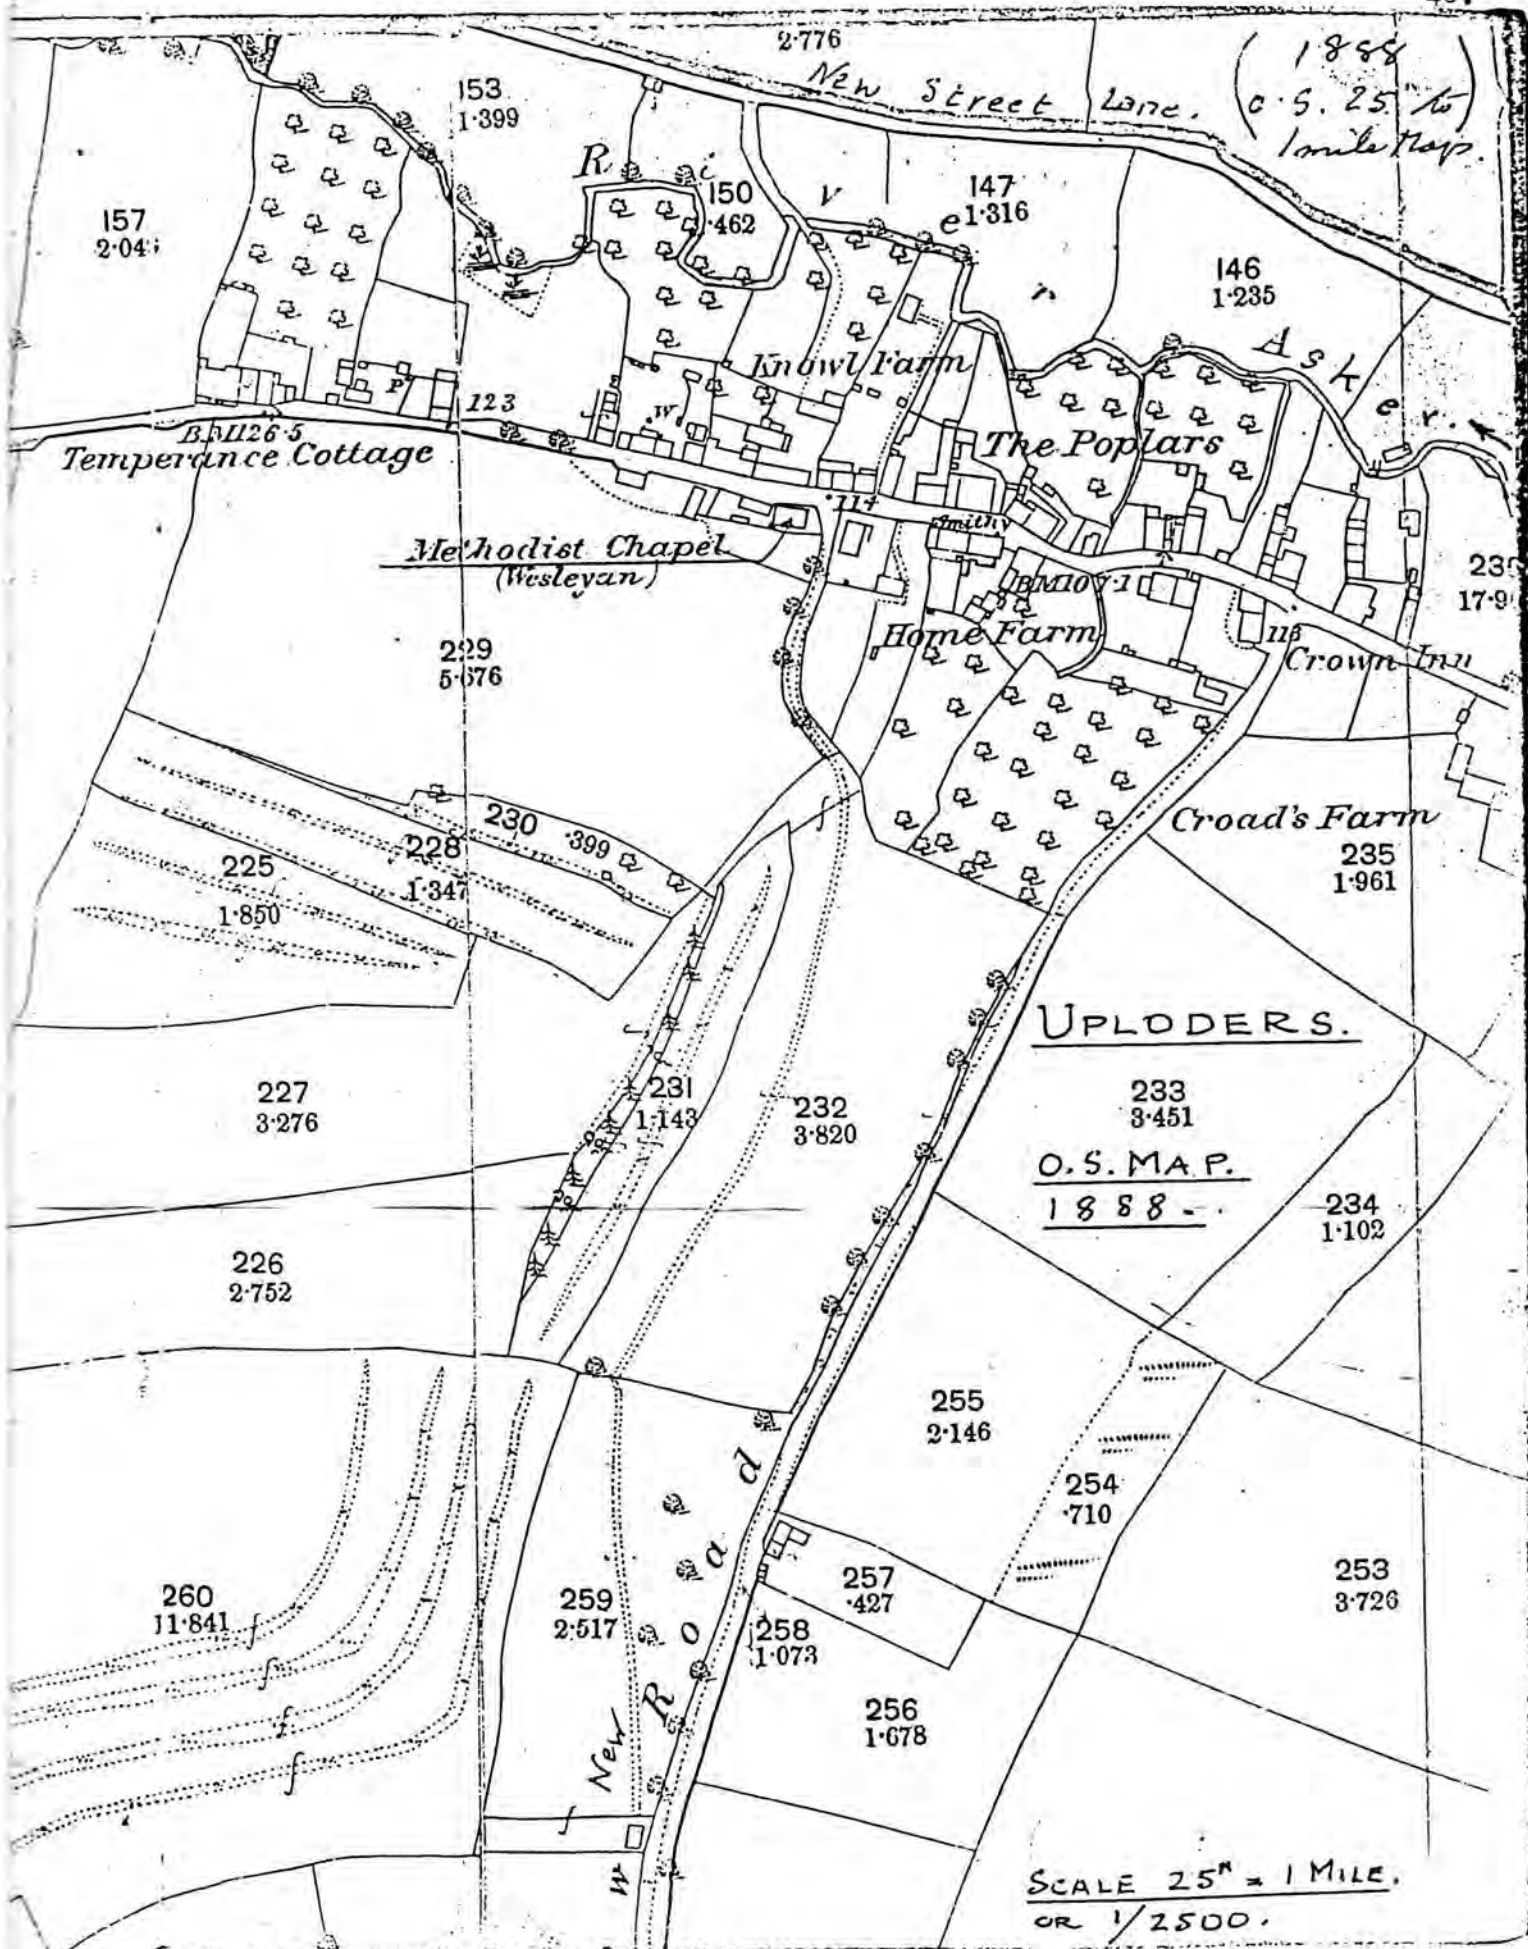 2·776
( 1888 )
O.S. 25 to
1 mile Map.
New Street Lane.
153
1·399
150
·462
147
1·316
157
146
1·235
River Asker.
Knowl Farm
The Poplars
P
W.
123
B.M.126·5
Temperance Cottage
·114
Smithy
Methodist Chapel
(Wesleyan)
B.M.107·1
Home Farm
Crown Inn
229
5·676
Croad's Farm
235
1·961
230
·399
228
1·347
225
1·850
UPLODERS.
227
3·276
231
1·143
232
3·820
233
3·451
O.S. MAP.
1888 -
234
1·102
226
2·752
255
2·146
254
·710
260
11·841
259
2·517
257
·427
258
1·073
253
3·726
256
1·678
New Road
W
SCALE 25" = 1 MILE.
OR 1/2500.